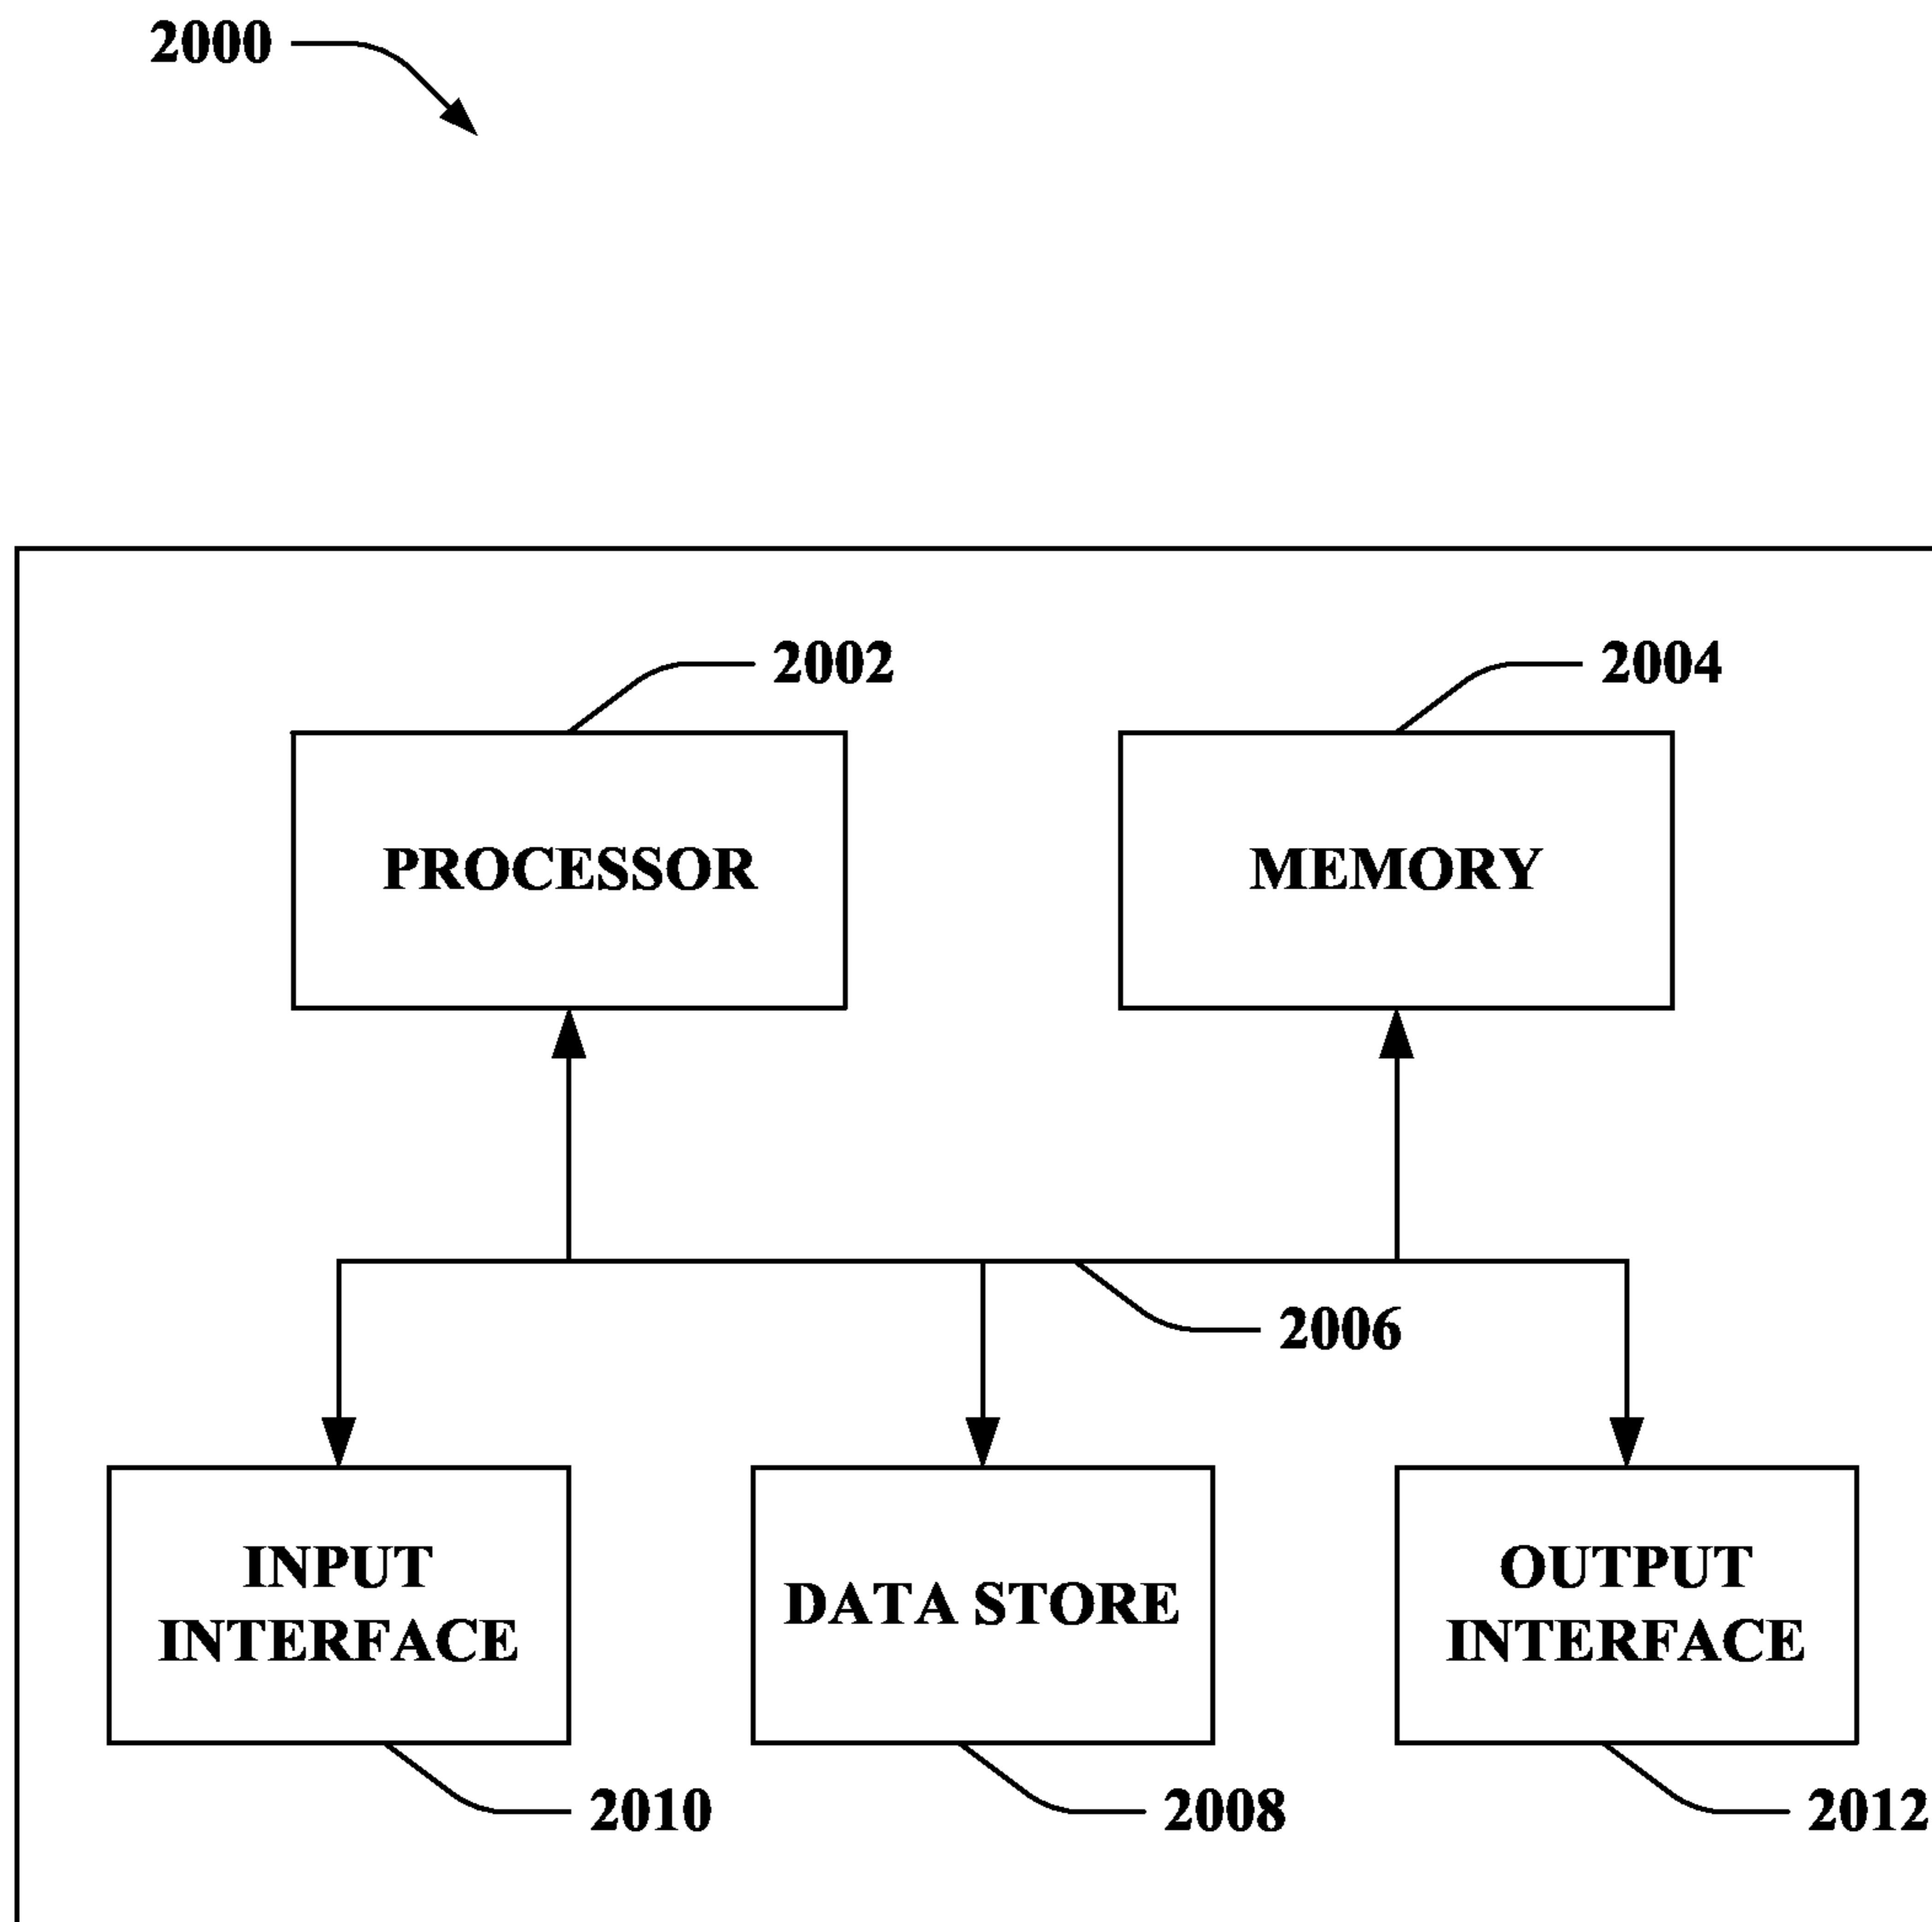 2000
2002
2004
PROCESSOR
MEMORY
2006
INPUT
INTERFACE
DATA STORE
OUTPUT
INTERFACE
2010
2008
2012